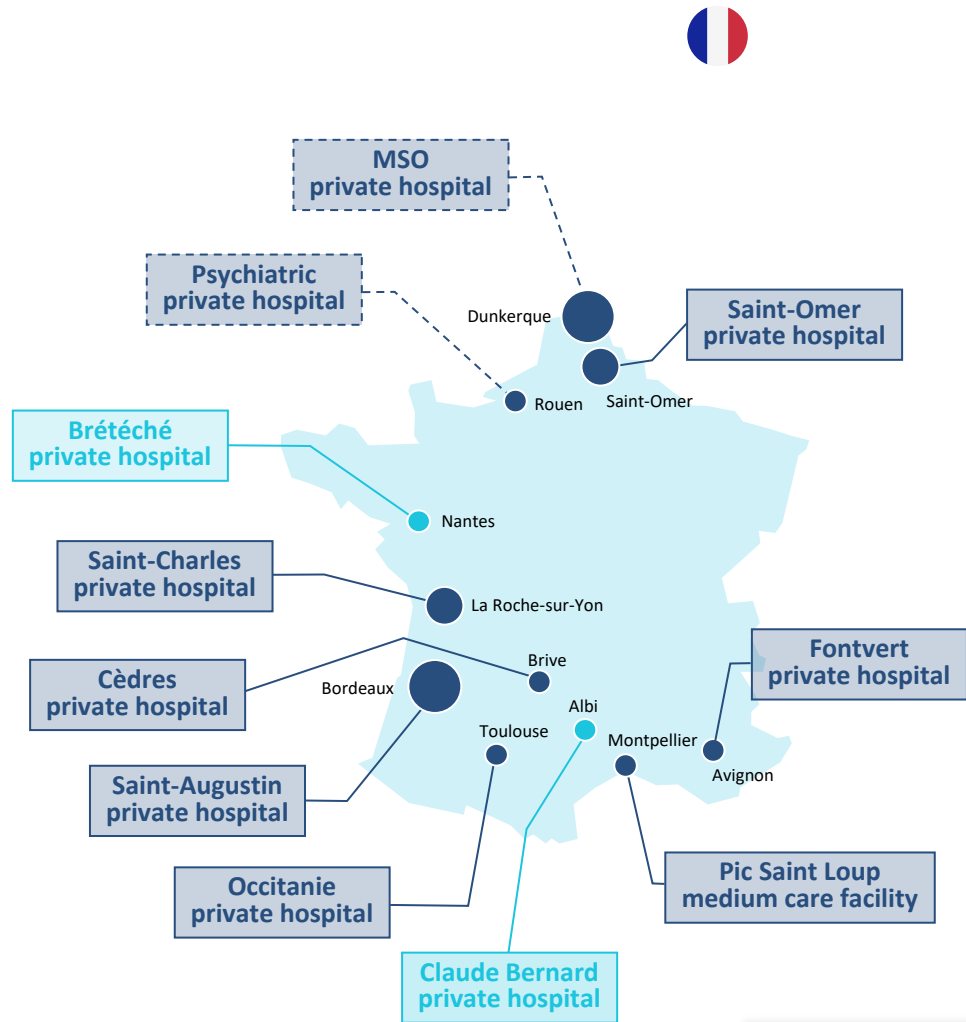 MSO
private hospital
Psychiatric
private hospital
Dunkerque
Saint-Omer
private hospital
Rouen
Saint-Omer
Brétéché
private hospital
Nantes
Saint-Charles
private hospital
La Roche-sur-Yon
Fontvert
private hospital
Cèdres
private hospital
Brive
Bordeaux
Albi
Toulouse
Montpellier
Avignon
Saint-Augustin
private hospital
Occitanie
private hospital
Pic Saint Loup
medium care facility
Claude Bernard
private hospital